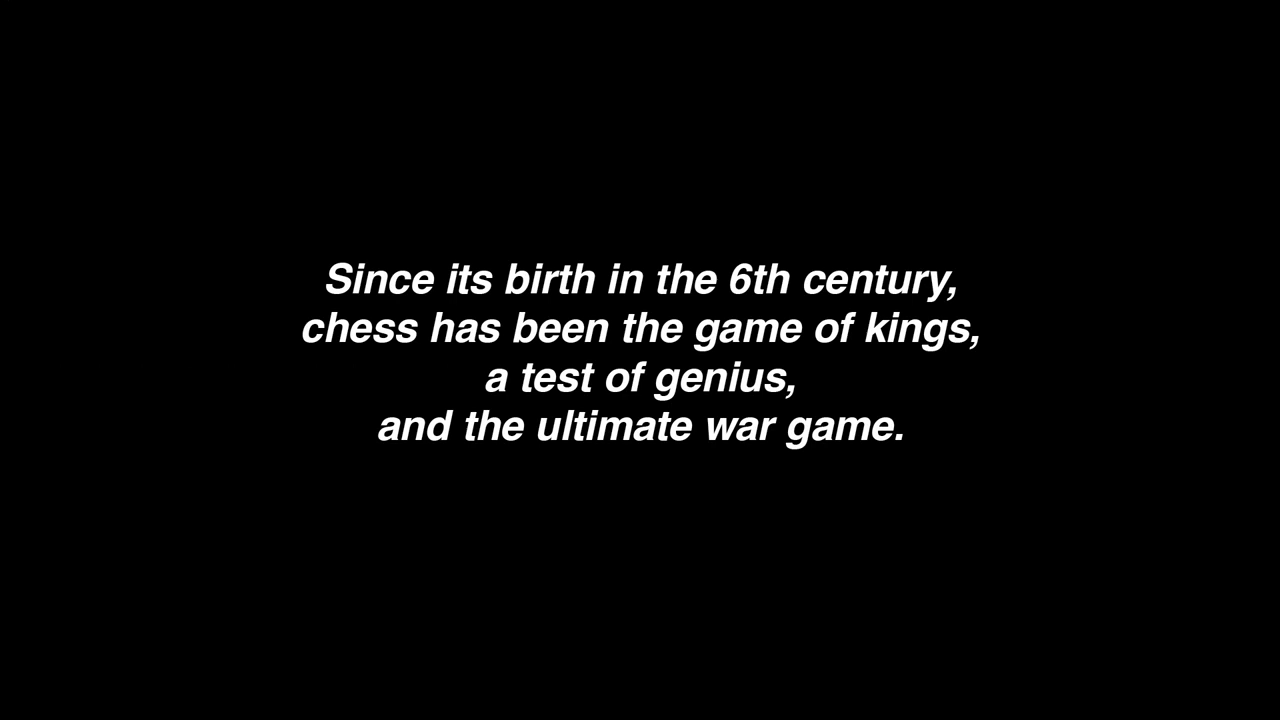 Since its birth in the 6th century,
chess has been the game of kings,
a test of genius,
and the ultimate war game.